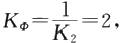 K_Φ = 1/K_2 = 2,